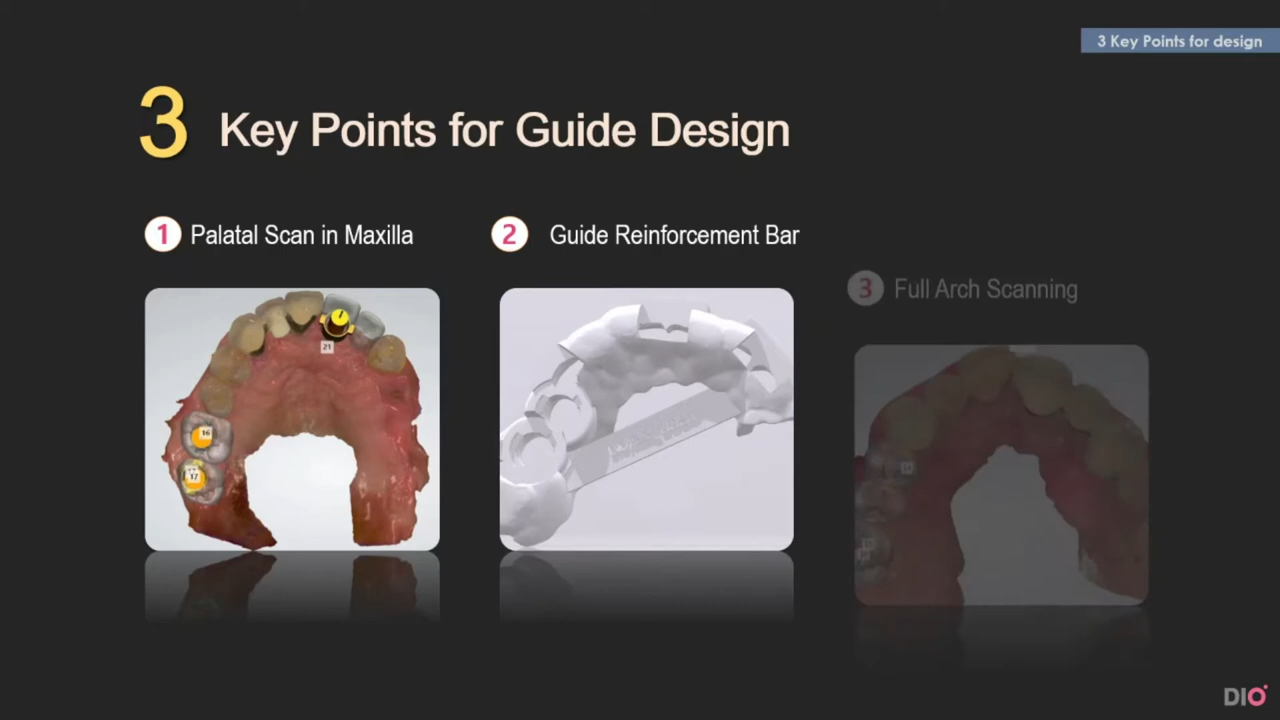 3 Key Points for design
3 Key Points for Guide Design
1 Palatal Scan in Maxilla
2 Guide Reinforcement Bar
3 Full Arch Scanning
21
16
17
DIO